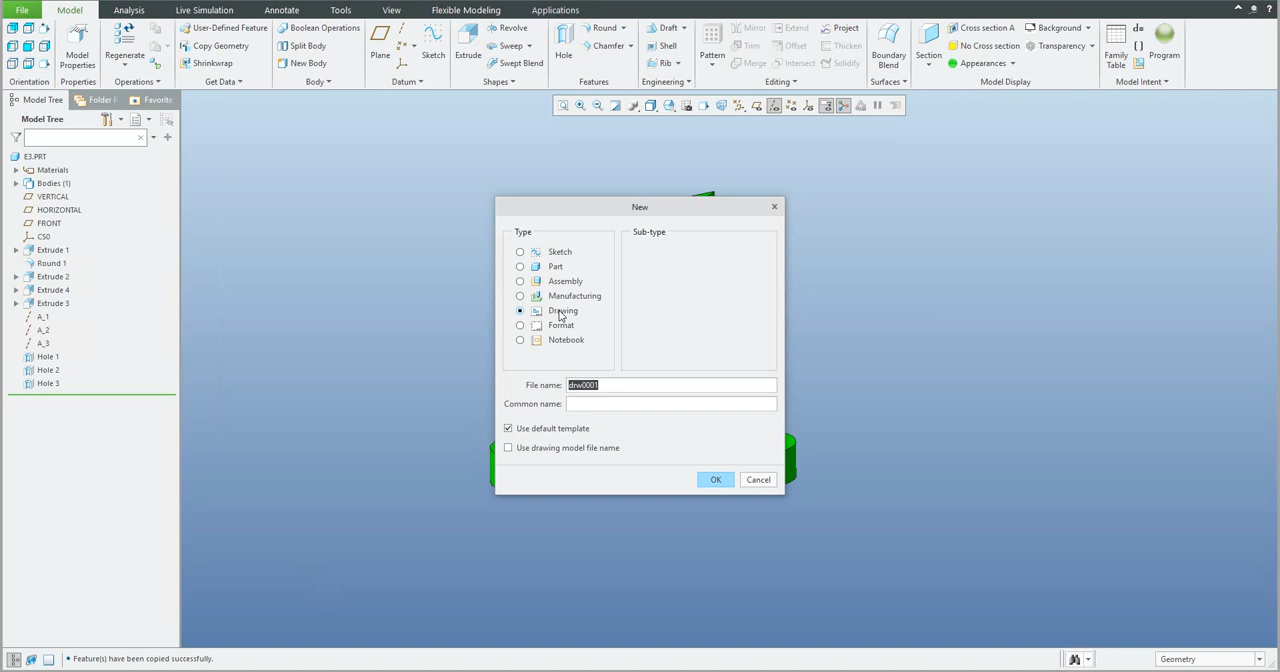 File Model Analysis Live Simulation Annotate Tools View Flexible Modeling Applications
Model Properties
Regenerate
User-Defined Feature
Copy Geometry
Shrinkwrap
Boolean Operations
Split Body
New Body
Plane
Sketch
Extrude
Revolve
Sweep
Swept Blend
Hole
Round
Chamfer
Draft
Shell
Rib
Pattern
Mirror Extend Project
Trim Offset Thicken
Merge Intersect Solidify
Boundary Blend
Section
Cross section A Background
No Cross section Transparency
Appearances
Family Table
d=
[ ]
Program
Orientation Properties Operations Get Data Body Datum Shapes Features Engineering Editing Surfaces Model Display Model Intent
Model Tree Folder Favorite
Model Tree
E3.PRT
Materials
Bodies (1)
VERTICAL
HORIZONTAL
FRONT
CS0
Extrude 1
Round 1
Extrude 2
Extrude 4
Extrude 3
A_1
A_2
A_3
Hole 1
Hole 2
Hole 3
New
Type
Sub-type
Sketch
Part
Assembly
Manufacturing
Drawing
Format
Notebook
File name: drw0001
Common name:
Use default template
Use drawing model file name
OK Cancel
Feature(s) have been copied successfully.
Geometry